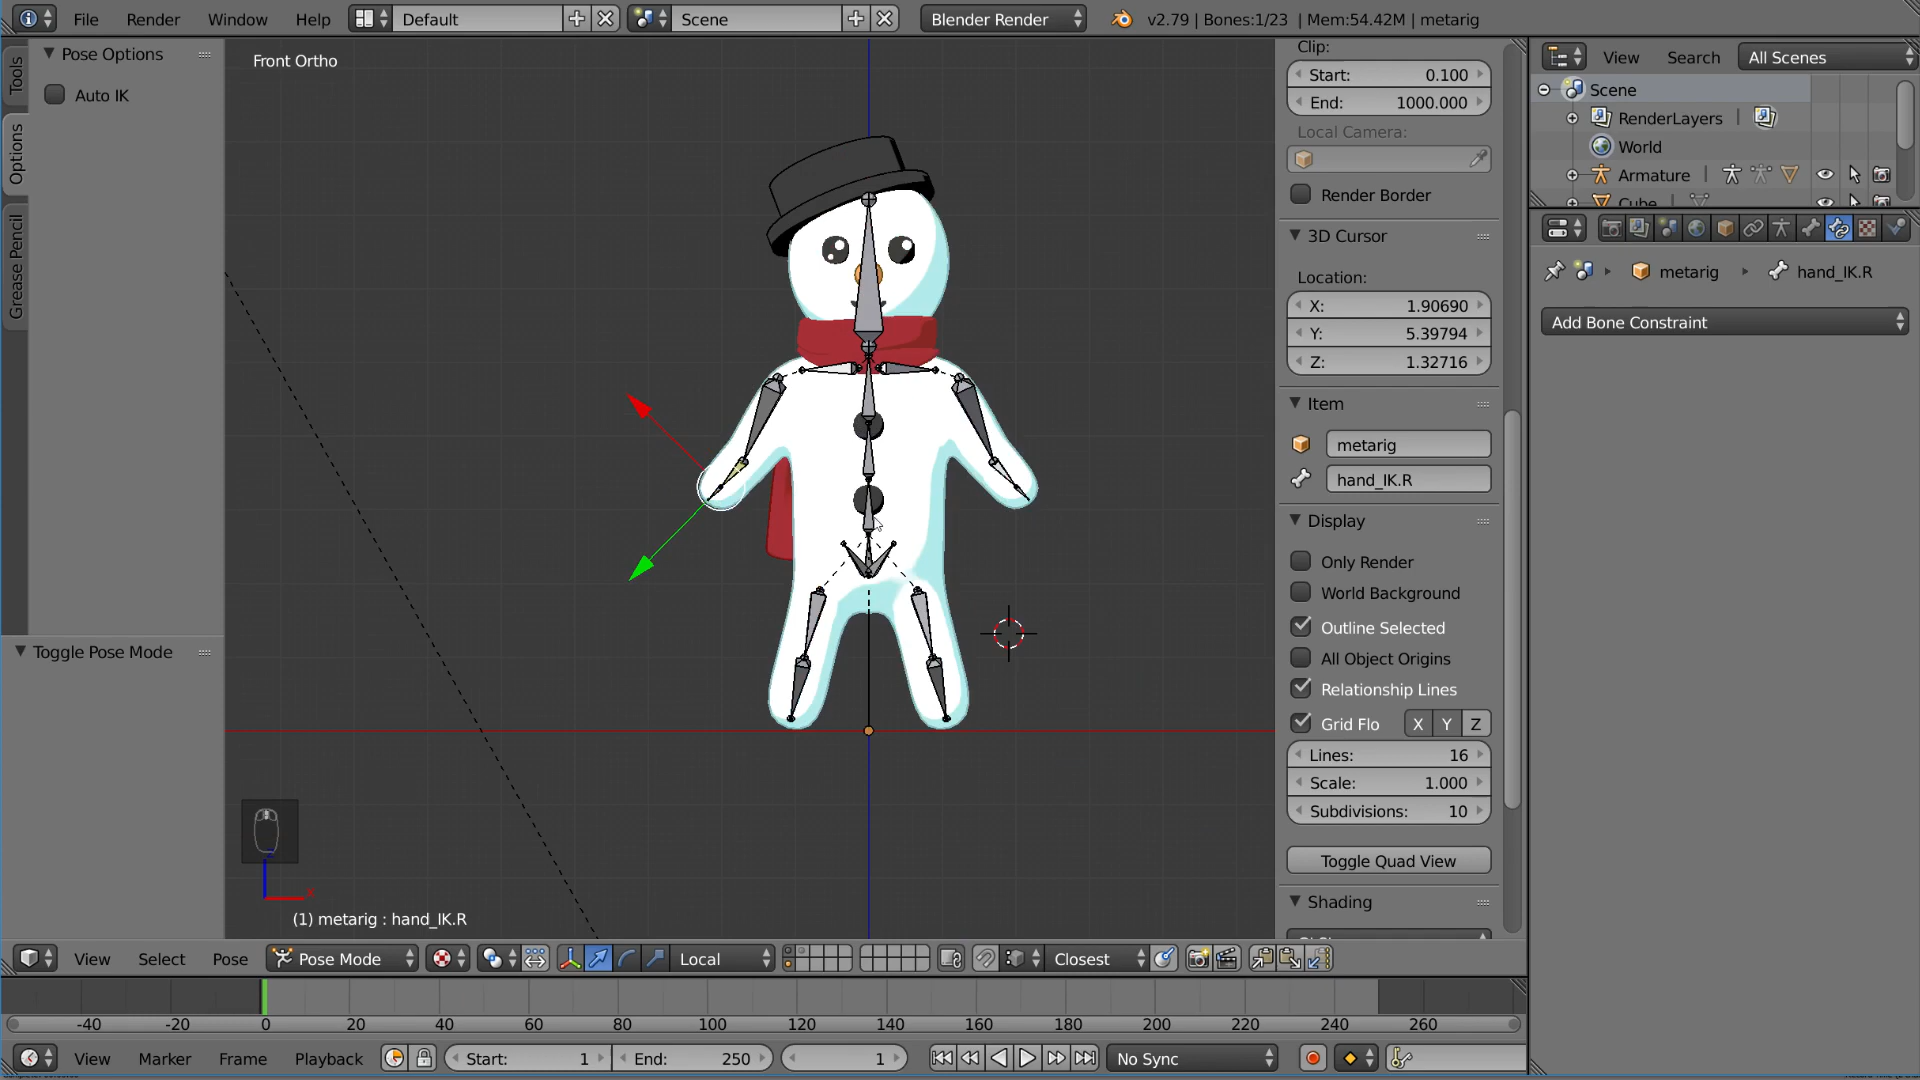 File Render Window Help Default Scene Blender Render v2.79 | Bones:1/23 | Mem:54.42M | metarig
Tools
Options
Grease Pencil
Pose Options
Auto IK
Toggle Pose Mode
Front Ortho
(1) metarig : hand_IK.R
Clip:
Start: 0.100
End: 1000.000
Local Camera:
Render Border
3D Cursor
Location:
X: 1.90690
Y: 5.39794
Z: 1.32716
Item
metarig
hand_IK.R
Display
Only Render
World Background
Outline Selected
All Object Origins
Relationship Lines
Grid Flo X Y Z
Lines: 16
Scale: 1.000
Subdivisions: 10
Toggle Quad View
Shading
View Search All Scenes
Scene
RenderLayers |
World
Armature
Cube
metarig hand_IK.R
Add Bone Constraint
View Select Pose Pose Mode Local Closest
-40 -20 0 20 40 60 80 100 120 140 160 180 200 220 240 260
View Marker Frame Playback Start: 1 End: 250 1 No Sync